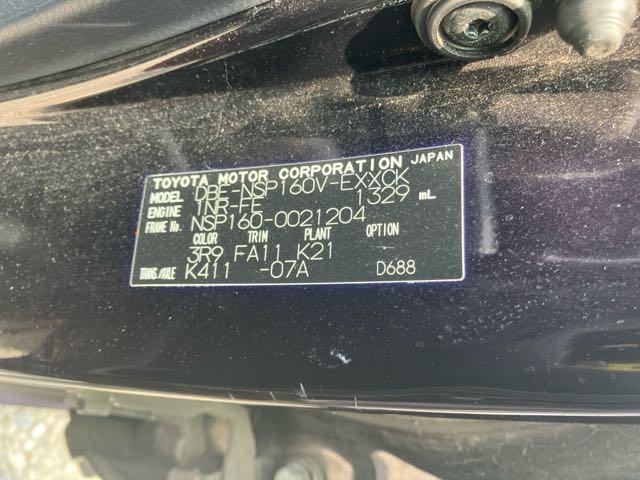 TOYOTA MOTOR CORPORATION JAPAN
MODEL DBE-NSP160V-EXXCK
ENGINE 1NR-FE 1329 mL
FRAME No. NSP160-0021204
COLOR TRIM PLANT OPTION
3R9 FA11 K21
TRANS./AXLE K411 -07A D688